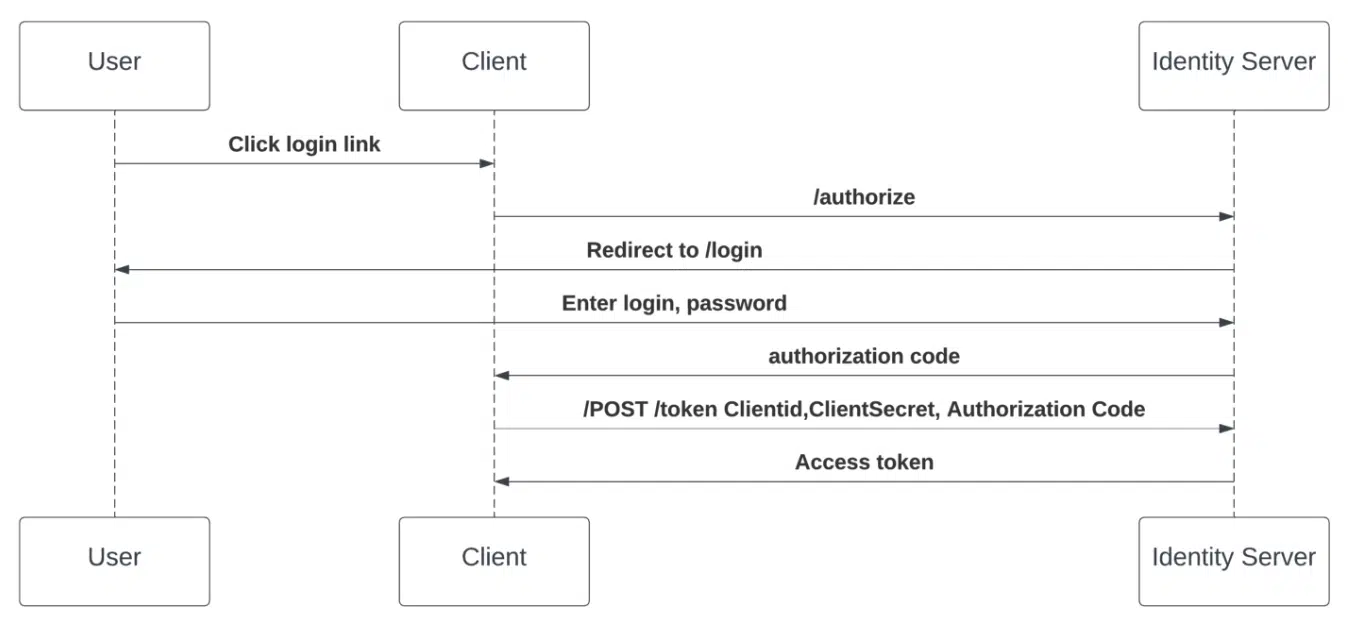 User
Client
Identity Server
Click login link
/authorize
Redirect to /login
Enter login, password
authorization code
/POST /token Clientid,ClientSecret, Authorization Code
Access token
User
Client
Identity Server